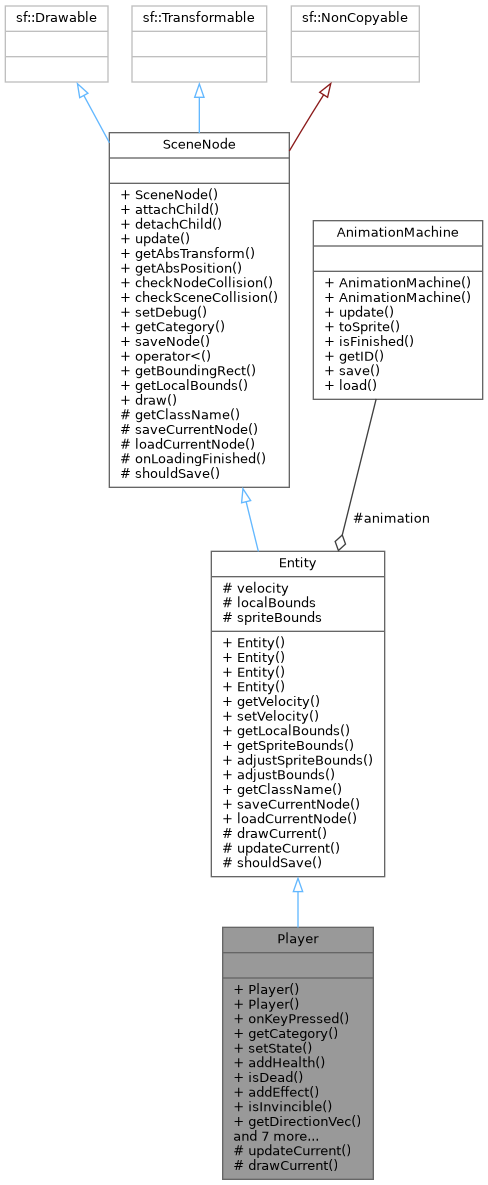 sf::Drawable
sf::Transformable
sf::NonCopyable
SceneNode
+ SceneNode()
+ attachChild()
+ detachChild()
+ update()
+ getAbsTransform()
+ getAbsPosition()
+ checkNodeCollision()
+ checkSceneCollision()
+ setDebug()
+ getCategory()
+ saveNode()
+ operator<()
+ getBoundingRect()
+ getLocalBounds()
+ draw()
# getClassName()
# saveCurrentNode()
# loadCurrentNode()
# onLoadingFinished()
# shouldSave()
AnimationMachine
+ AnimationMachine()
+ AnimationMachine()
+ update()
+ toSprite()
+ isFinished()
+ getID()
+ save()
+ load()
#animation
Entity
# velocity
# localBounds
# spriteBounds
+ Entity()
+ Entity()
+ Entity()
+ Entity()
+ getVelocity()
+ setVelocity()
+ getLocalBounds()
+ getSpriteBounds()
+ adjustSpriteBounds()
+ adjustBounds()
+ getClassName()
+ saveCurrentNode()
+ loadCurrentNode()
# drawCurrent()
# updateCurrent()
# shouldSave()
Player
+ Player()
+ Player()
+ onKeyPressed()
+ getCategory()
+ setState()
+ addHealth()
+ isDead()
+ addEffect()
+ isInvincible()
+ getDirectionVec()
and 7 more...
# updateCurrent()
# drawCurrent()